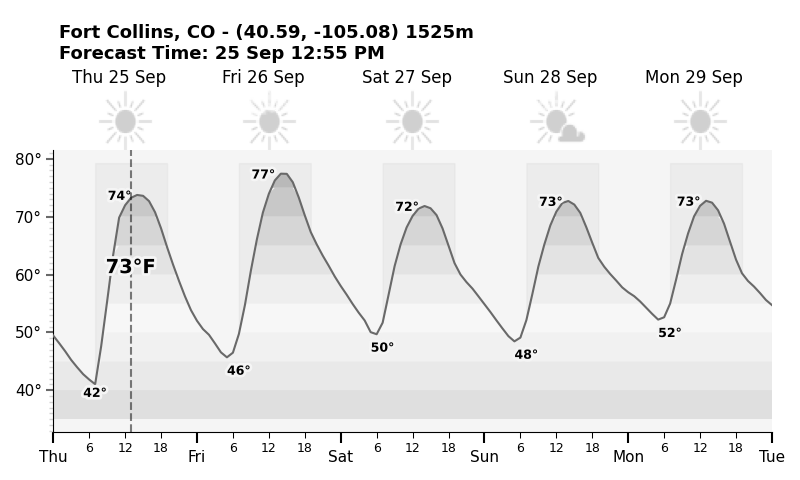 Fort Collins, CO - (40.59, -105.08) 1525m
Forecast Time: 25 Sep 12:55 PM
Thu 25 Sep Fri 26 Sep Sat 27 Sep Sun 28 Sep Mon 29 Sep
80°
70°
60°
50°
40°
74° 77° 72° 73° 73°
73°F
42° 46° 50° 48° 52°
6 12 18 6 12 18 6 12 18 6 12 18 6 12 18
Thu Fri Sat Sun Mon Tue